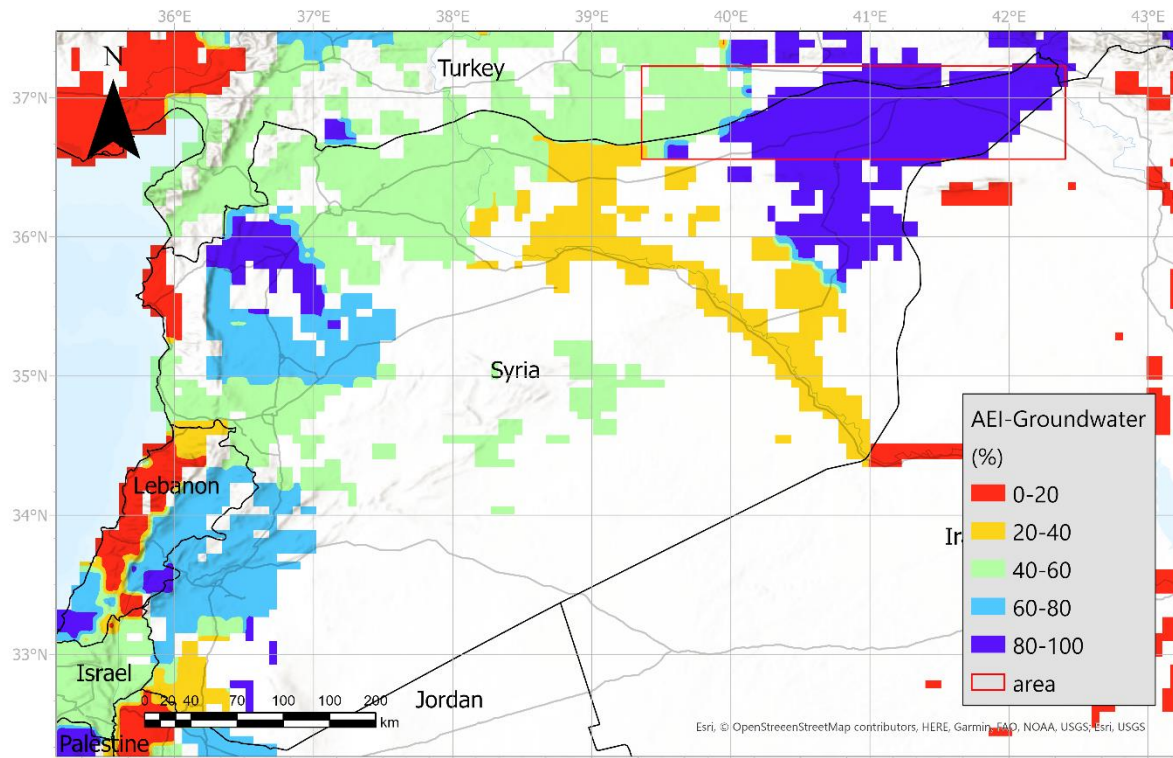 36°E 37°E 38°E 39°E 40°E 41°E 42°E 43°E
N
Turkey
37°N
36°N
35°N
Syria
34°N
Lebanon
33°N
Israel
Jordan
Palestine
0 20 40 70 100 100 200
km
AEI-Groundwater
(%)
0-20
20-40
40-60
60-80
80-100
area
Esri, © OpenStreeenStreetMap contributors, HERE, Garmin, FAO, NOAA, USGS, Esri, USGS